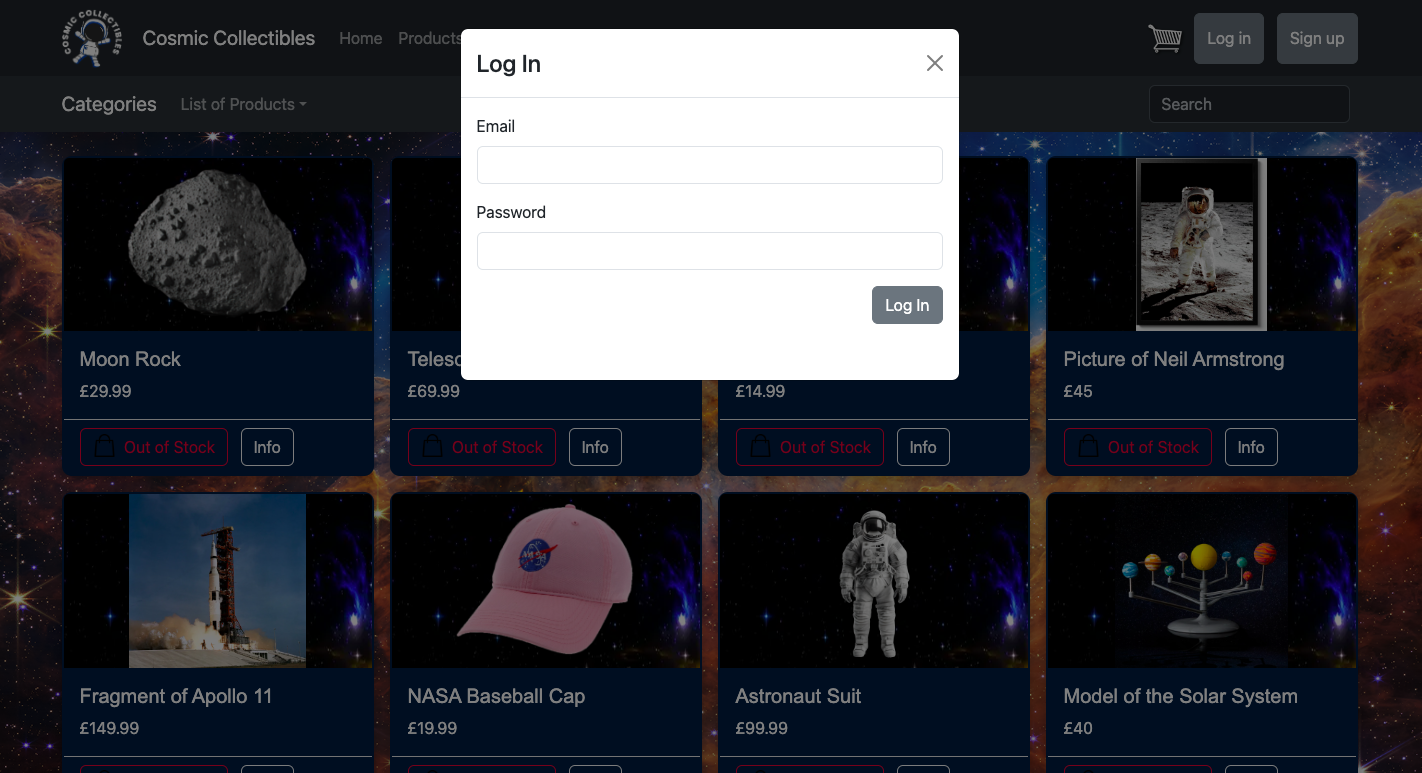 COSMIC COLLECTIBLES
Cosmic Collectibles
Home
Products
Log in
Sign up
Log In
Categories
List of Products
Search
Email
Password
Log In
Moon Rock
£29.99
Out of Stock
Info
£69.99
Out of Stock
Info
£14.99
Out of Stock
Info
Picture of Neil Armstrong
£45
Out of Stock
Info
Fragment of Apollo 11
£149.99
NASA
NASA Baseball Cap
£19.99
Astronaut Suit
£99.99
Model of the Solar System
£40